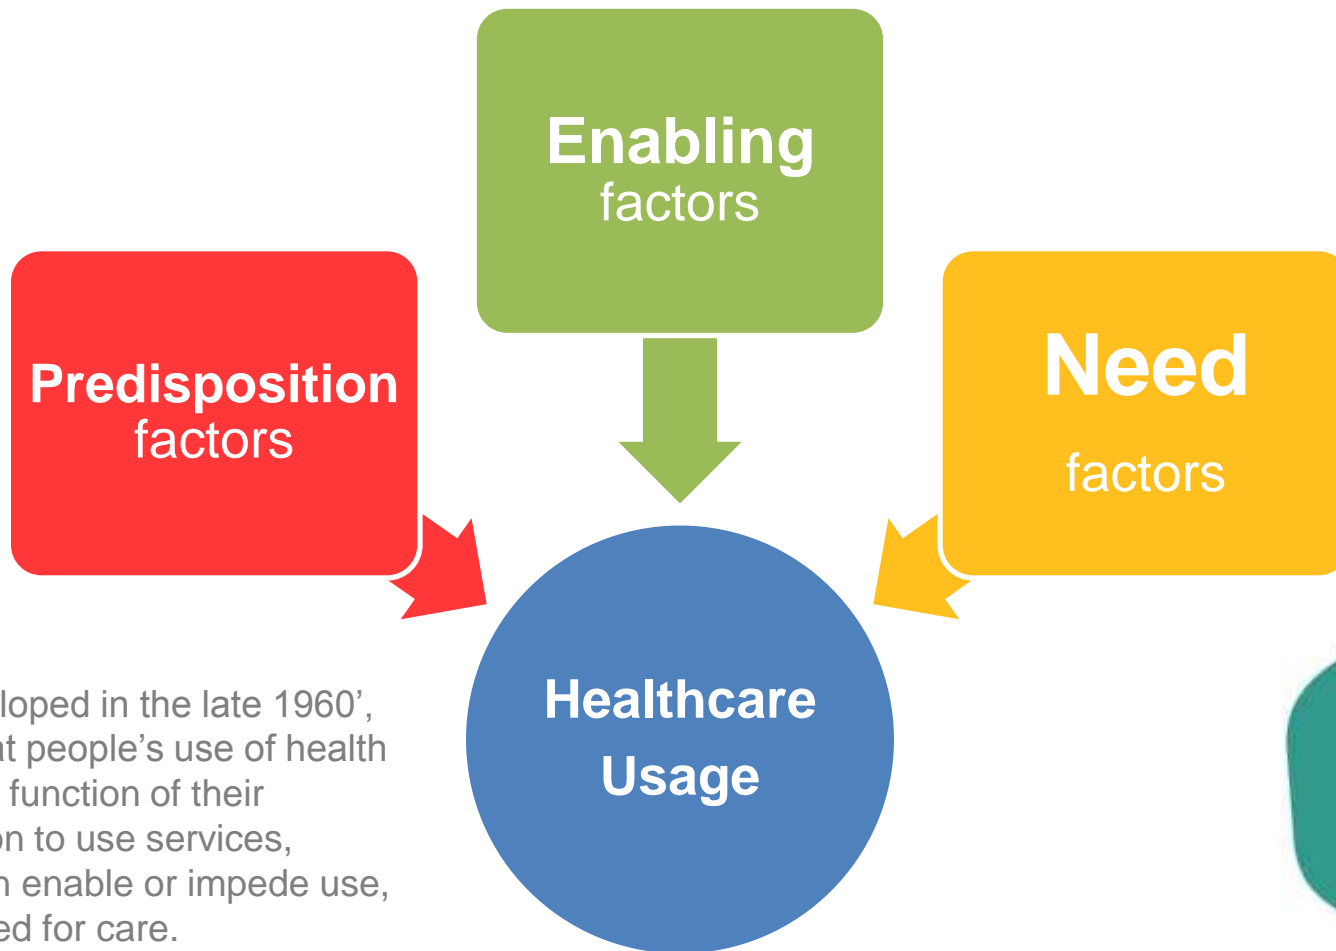 Enabling
factors
Predisposition
factors
Need
factors
Healthcare
Usage
loped in the late 1960’,
at people’s use of health
function of their
on to use services,
n enable or impede use,
ed for care.